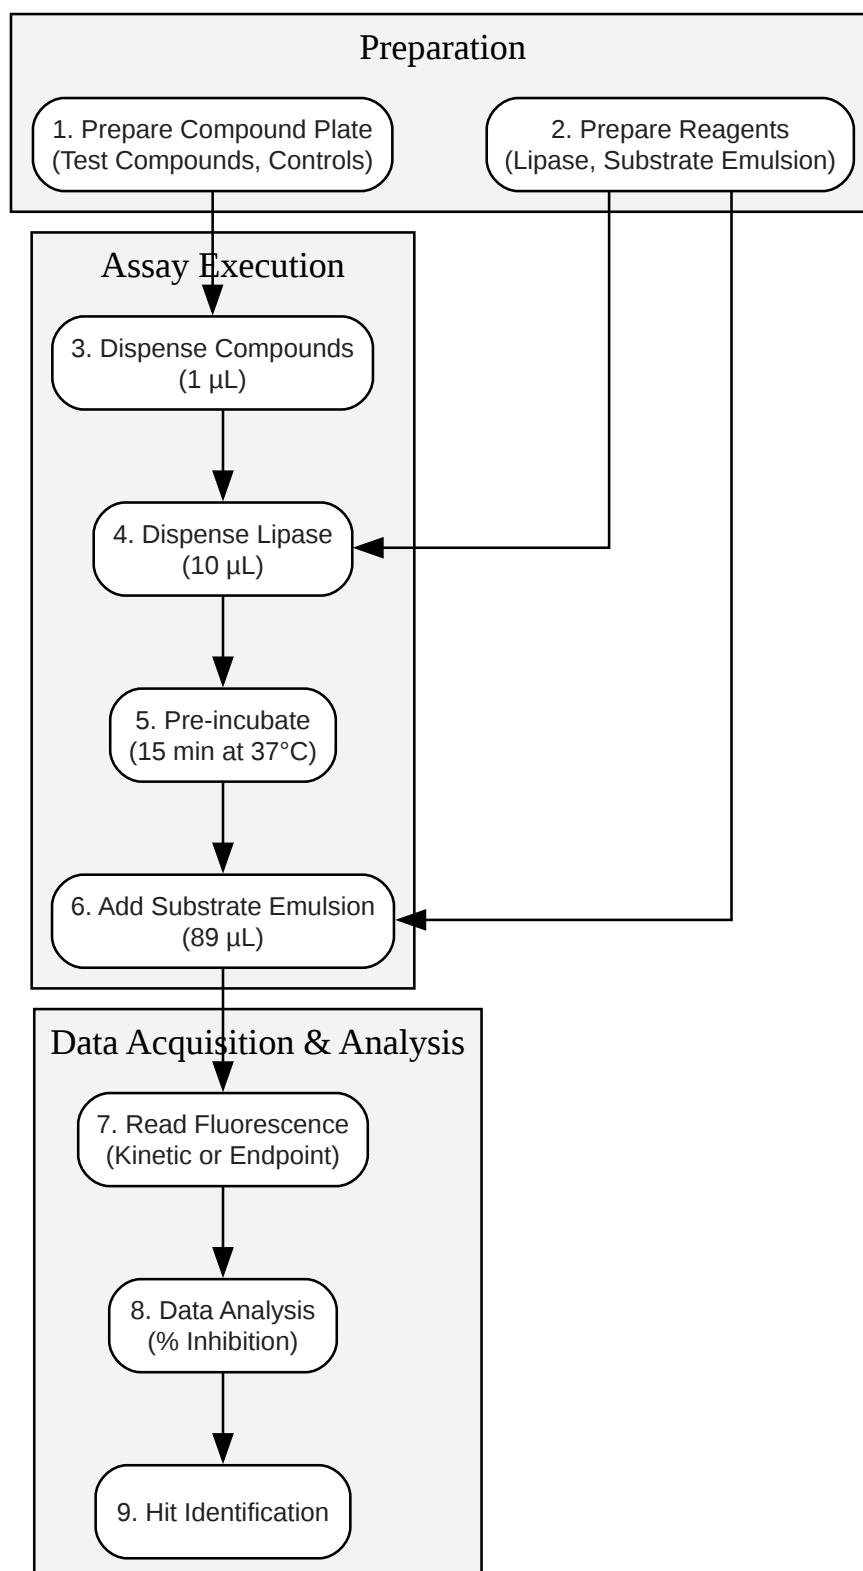 Preparation
1. Prepare Compound Plate
(Test Compounds, Controls)
2. Prepare Reagents
(Lipase, Substrate Emulsion)
Assay Execution
3. Dispense Compounds
(1 µL)
4. Dispense Lipase
(10 µL)
5. Pre-incubate
(15 min at 37°C)
6. Add Substrate Emulsion
(89 µL)
Data Acquisition & Analysis
7. Read Fluorescence
(Kinetic or Endpoint)
8. Data Analysis
(% Inhibition)
9. Hit Identification